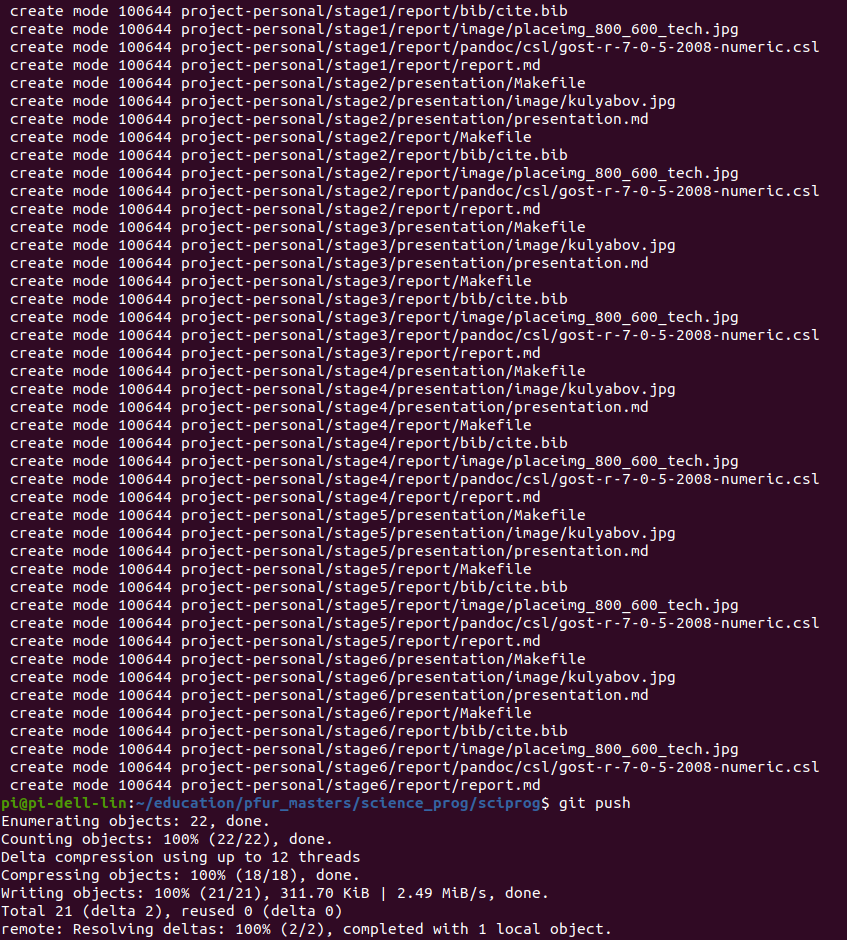 create mode 100644 project-personal/stage1/report/bib/cite.bib
create mode 100644 project-personal/stage1/report/image/placeimg_800_600_tech.jpg
create mode 100644 project-personal/stage1/report/pandoc/csl/gost-r-7-0-5-2008-numeric.csl
create mode 100644 project-personal/stage1/report/report.md
create mode 100644 project-personal/stage2/presentation/Makefile
create mode 100644 project-personal/stage2/presentation/image/kulyabov.jpg
create mode 100644 project-personal/stage2/presentation/presentation.md
create mode 100644 project-personal/stage2/report/Makefile
create mode 100644 project-personal/stage2/report/bib/cite.bib
create mode 100644 project-personal/stage2/report/image/placeimg_800_600_tech.jpg
create mode 100644 project-personal/stage2/report/pandoc/csl/gost-r-7-0-5-2008-numeric.csl
create mode 100644 project-personal/stage2/report/report.md
create mode 100644 project-personal/stage3/presentation/Makefile
create mode 100644 project-personal/stage3/presentation/image/kulyabov.jpg
create mode 100644 project-personal/stage3/presentation/presentation.md
create mode 100644 project-personal/stage3/report/Makefile
create mode 100644 project-personal/stage3/report/bib/cite.bib
create mode 100644 project-personal/stage3/report/image/placeimg_800_600_tech.jpg
create mode 100644 project-personal/stage3/report/pandoc/csl/gost-r-7-0-5-2008-numeric.csl
create mode 100644 project-personal/stage3/report/report.md
create mode 100644 project-personal/stage4/presentation/Makefile
create mode 100644 project-personal/stage4/presentation/image/kulyabov.jpg
create mode 100644 project-personal/stage4/presentation/presentation.md
create mode 100644 project-personal/stage4/report/Makefile
create mode 100644 project-personal/stage4/report/bib/cite.bib
create mode 100644 project-personal/stage4/report/image/placeimg_800_600_tech.jpg
create mode 100644 project-personal/stage4/report/pandoc/csl/gost-r-7-0-5-2008-numeric.csl
create mode 100644 project-personal/stage4/report/report.md
create mode 100644 project-personal/stage5/presentation/Makefile
create mode 100644 project-personal/stage5/presentation/image/kulyabov.jpg
create mode 100644 project-personal/stage5/presentation/presentation.md
create mode 100644 project-personal/stage5/report/Makefile
create mode 100644 project-personal/stage5/report/bib/cite.bib
create mode 100644 project-personal/stage5/report/image/placeimg_800_600_tech.jpg
create mode 100644 project-personal/stage5/report/pandoc/csl/gost-r-7-0-5-2008-numeric.csl
create mode 100644 project-personal/stage5/report/report.md
create mode 100644 project-personal/stage6/presentation/Makefile
create mode 100644 project-personal/stage6/presentation/image/kulyabov.jpg
create mode 100644 project-personal/stage6/presentation/presentation.md
create mode 100644 project-personal/stage6/report/Makefile
create mode 100644 project-personal/stage6/report/bib/cite.bib
create mode 100644 project-personal/stage6/report/image/placeimg_800_600_tech.jpg
create mode 100644 project-personal/stage6/report/pandoc/csl/gost-r-7-0-5-2008-numeric.csl
create mode 100644 project-personal/stage6/report/report.md
pi@pi-dell-lin:~/education/pfur_masters/science_prog/sciprog$ git push
Enumerating objects: 22, done.
Counting objects: 100% (22/22), done.
Delta compression using up to 12 threads
Compressing objects: 100% (18/18), done.
Writing objects: 100% (21/21), 311.70 KiB | 2.49 MiB/s, done.
Total 21 (delta 2), reused 0 (delta 0)
remote: Resolving deltas: 100% (2/2), completed with 1 local object.